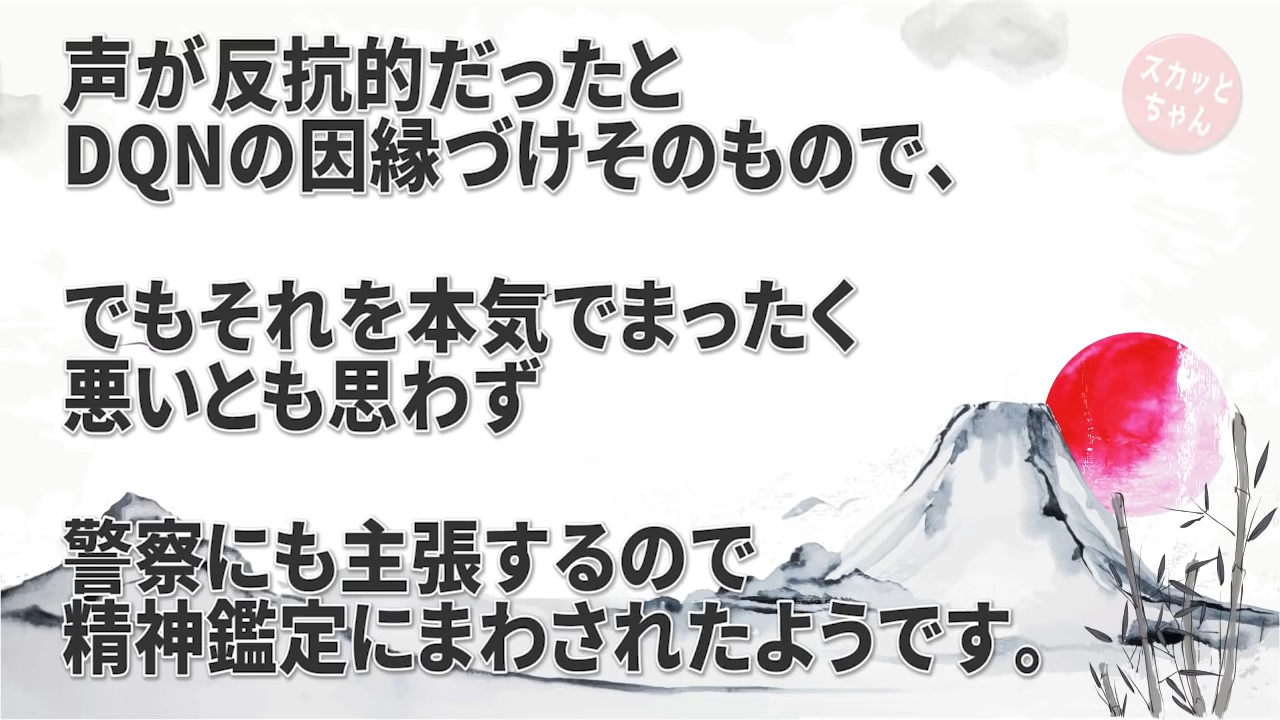 声が反抗的だったと
DQNの因縁づけそのもので、
でもそれを本気でまったく
悪いとも思わず
警察にも主張するので
精神鑑定にまわされたようです。
スカッと
ちゃん